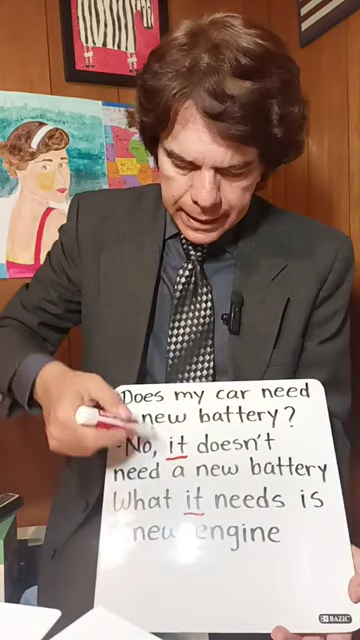 Does my car need
new battery?
-No, it doesn't
need a new battery
What it needs is
new engine
BAZIC